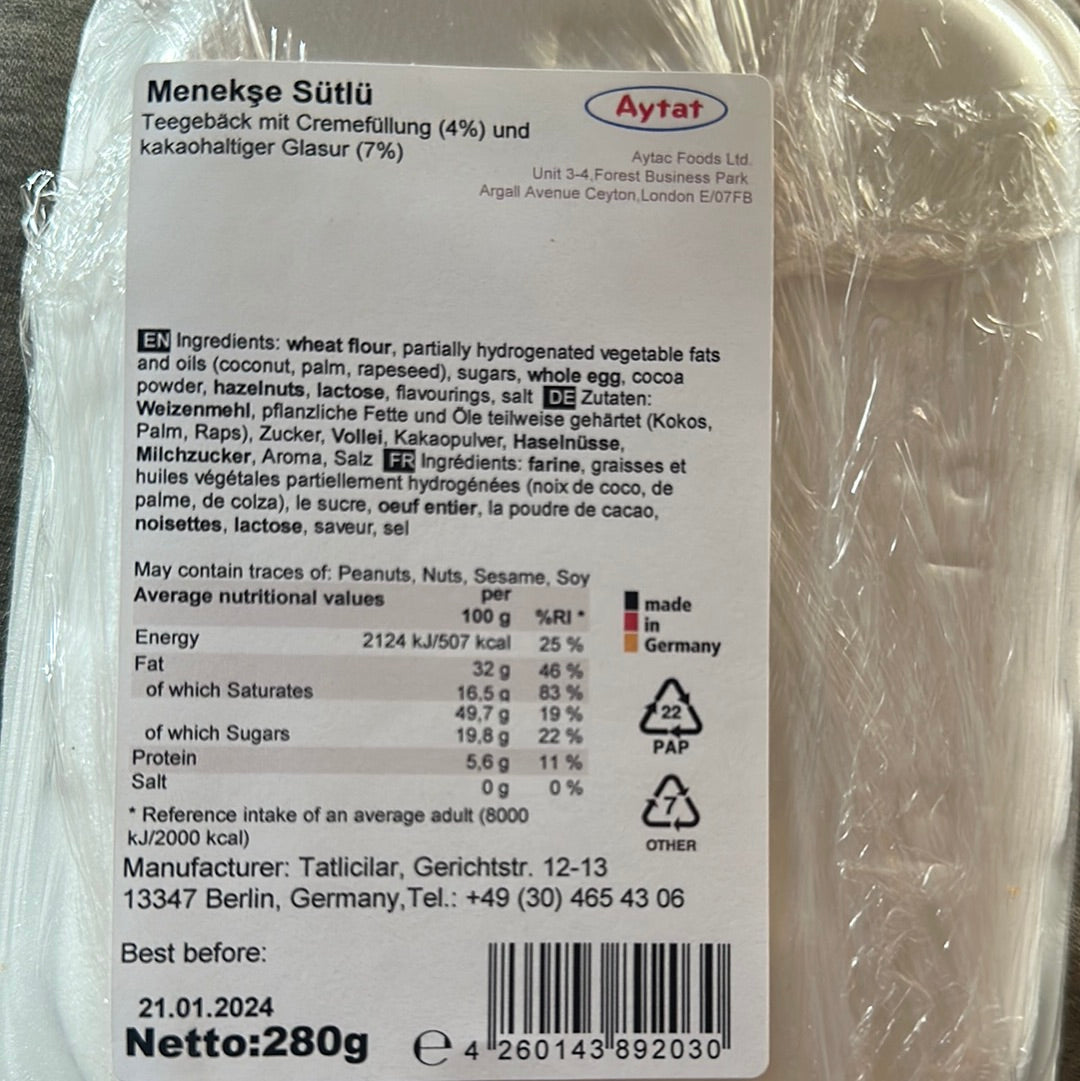 Menekşe Sütlü
Teegebäck mit Cremefüllung (4%) und
kakaohaltiger Glasur (7%)
Aytat
Aytac Foods Ltd.
Unit 3-4,Forest Business Park
Argall Avenue Ceyton,London E/07FB
EN Ingredients: wheat flour, partially hydrogenated vegetable fats
and oils (coconut, palm, rapeseed), sugars, whole egg, cocoa
powder, hazelnuts, lactose, flavourings, salt DE Zutaten:
Weizenmehl, pflanzliche Fette und Öle teilweise gehärtet (Kokos,
Palm, Raps), Zucker, Vollei, Kakaopulver, Haselnüsse,
Milchzucker, Aroma, Salz FR Ingrédients: farine, graisses et
huiles végétales partiellement hydrogénées (noix de coco, de
palme, de colza), le sucre, oeuf entier, la poudre de cacao,
noisettes, lactose, saveur, sel
May contain traces of: Peanuts, Nuts, Sesame, Soy
Average nutritional values per
100 g %RI *
Energy 2124 kJ/507 kcal 25 %
Fat 32 g 46 %
of which Saturates 16,5 g 83 %
49,7 g 19 %
of which Sugars 19,8 g 22 %
Protein 5,6 g 11 %
Salt 0 g 0 %
* Reference intake of an average adult (8000
kJ/2000 kcal)
made
in
Germany
22
PAP
7
OTHER
Manufacturer: Tatlicilar, Gerichtstr. 12-13
13347 Berlin, Germany,Tel.: +49 (30) 465 43 06
Best before:
21.01.2024
Netto:280g e
4 260143 892030